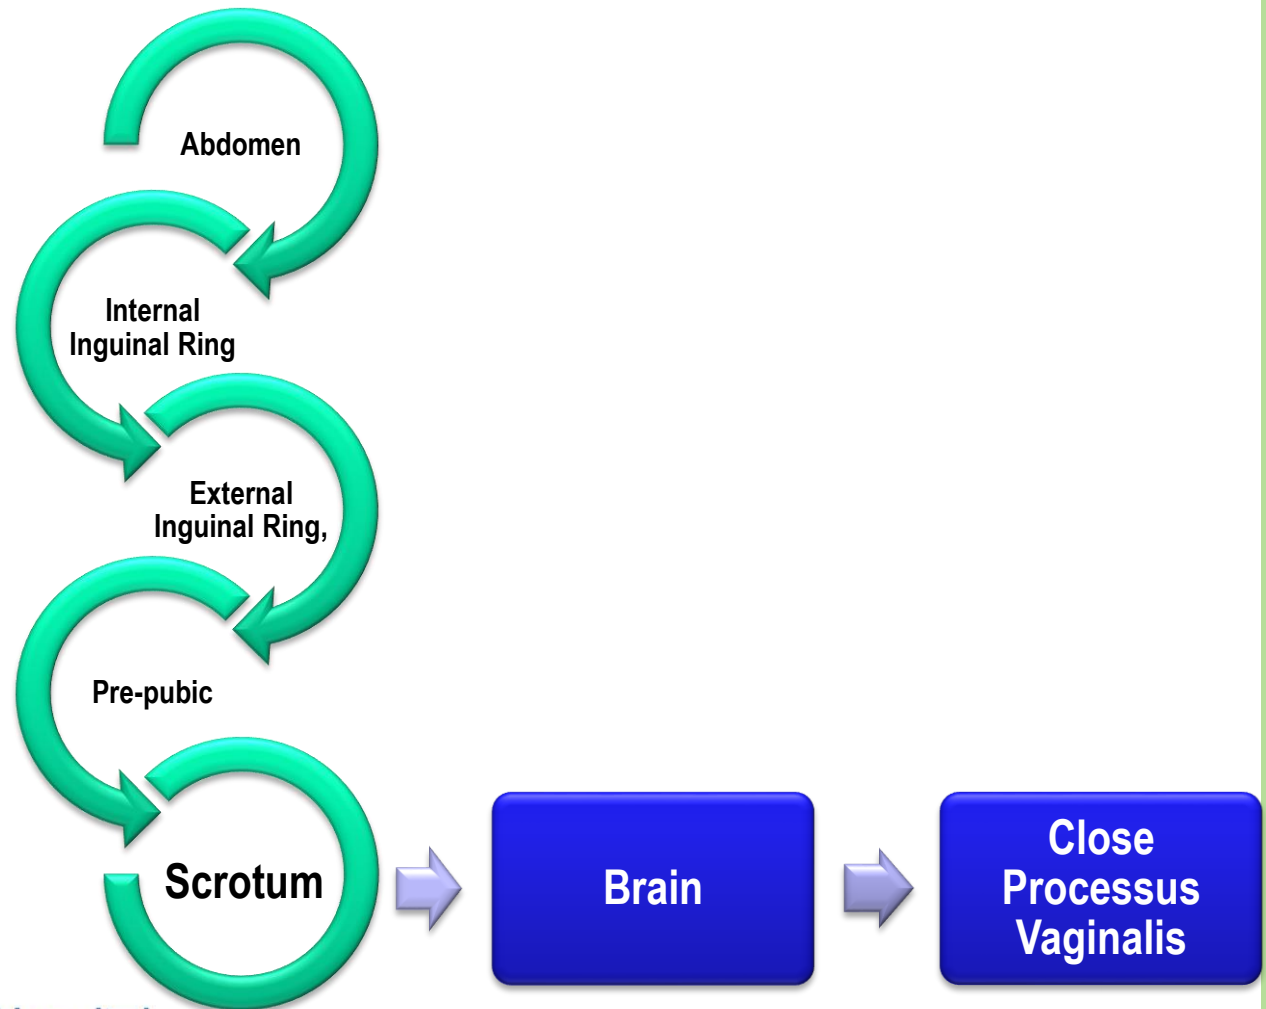 Abdomen
Internal
Inguinal Ring
External
Inguinal Ring,
Pre-pubic
Scrotum
Brain
Close
Processus
Vaginalis